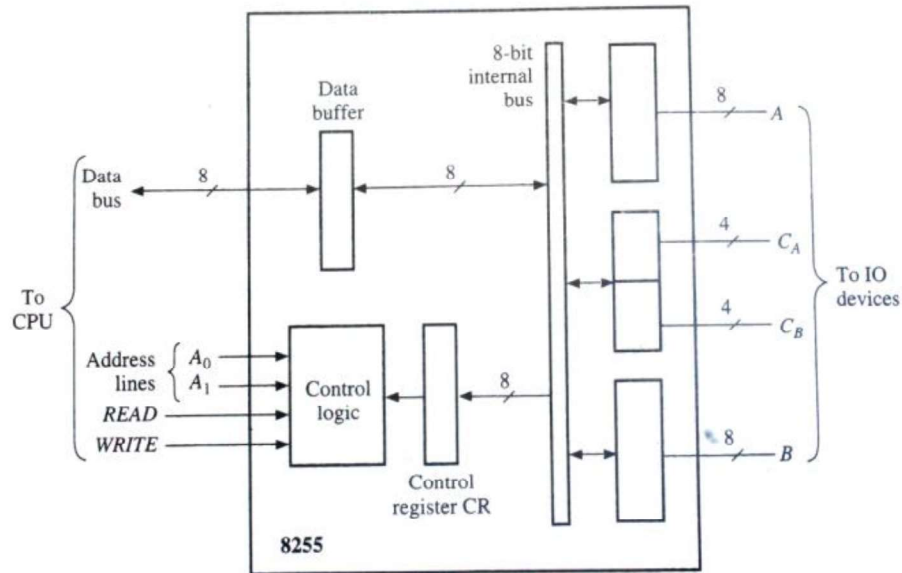 8-bit
internal
bus
Data
buffer
8
A
Data
bus
8
8
4
C_A
To IO
devices
To
CPU
4
C_B
Address
lines
A_0
A_1
READ
WRITE
Control
logic
8
8
B
Control
register CR
8255